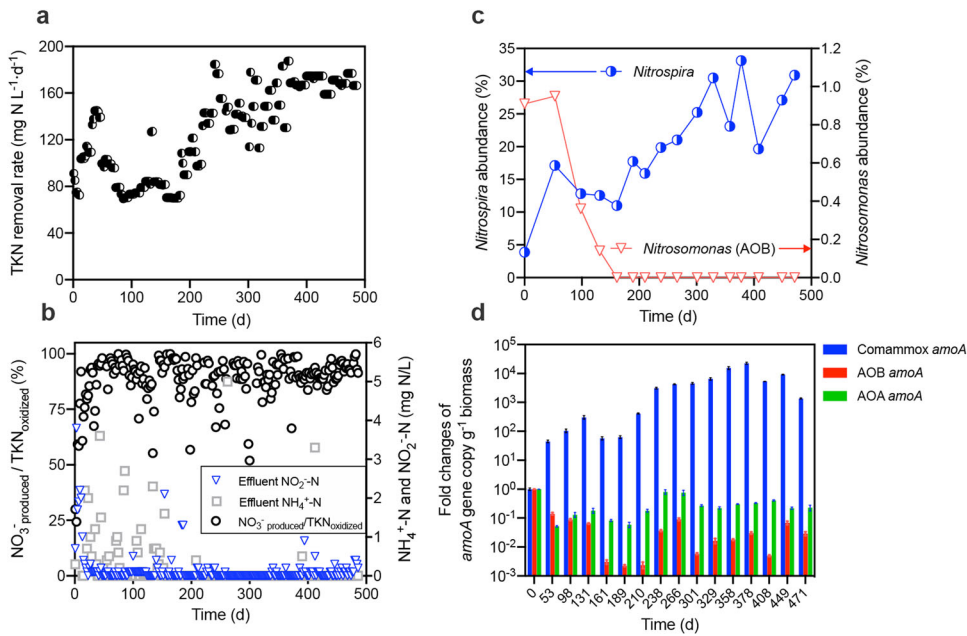 a
TKN removal rate (mg N L⁻¹·d⁻¹)
200
160
120
80
40
0
0 100 200 300 400 500
Time (d)
b
NO₃⁻ produced / TKN oxidized (%)
100
75
50
25
0
6
5
4
3
2
1
0
NH₄⁺-N and NO₂⁻-N (mg N/L)
Effluent NO₂⁻-N
Effluent NH₄⁺-N
NO₃⁻ produced/TKN oxidized
0 100 200 300 400 500
Time (d)
c
Nitrospira abundance (%)
35
30
25
20
15
10
5
0
1.2
1.0
0.8
0.6
0.4
0.2
0.0
Nitrosomonas abundance (%)
Nitrospira
Nitrosomonas (AOB)
0 100 200 300 400 500
Time (d)
d
Fold changes of
amoA gene copy g⁻¹ biomass
10⁵
10⁴
10³
10²
10¹
10⁰
10⁻¹
10⁻²
10⁻³
0 53 98 131 161 189 210 238 266 301 329 358 378 408 449 471
Time (d)
Comammox amoA
AOB amoA
AOA amoA